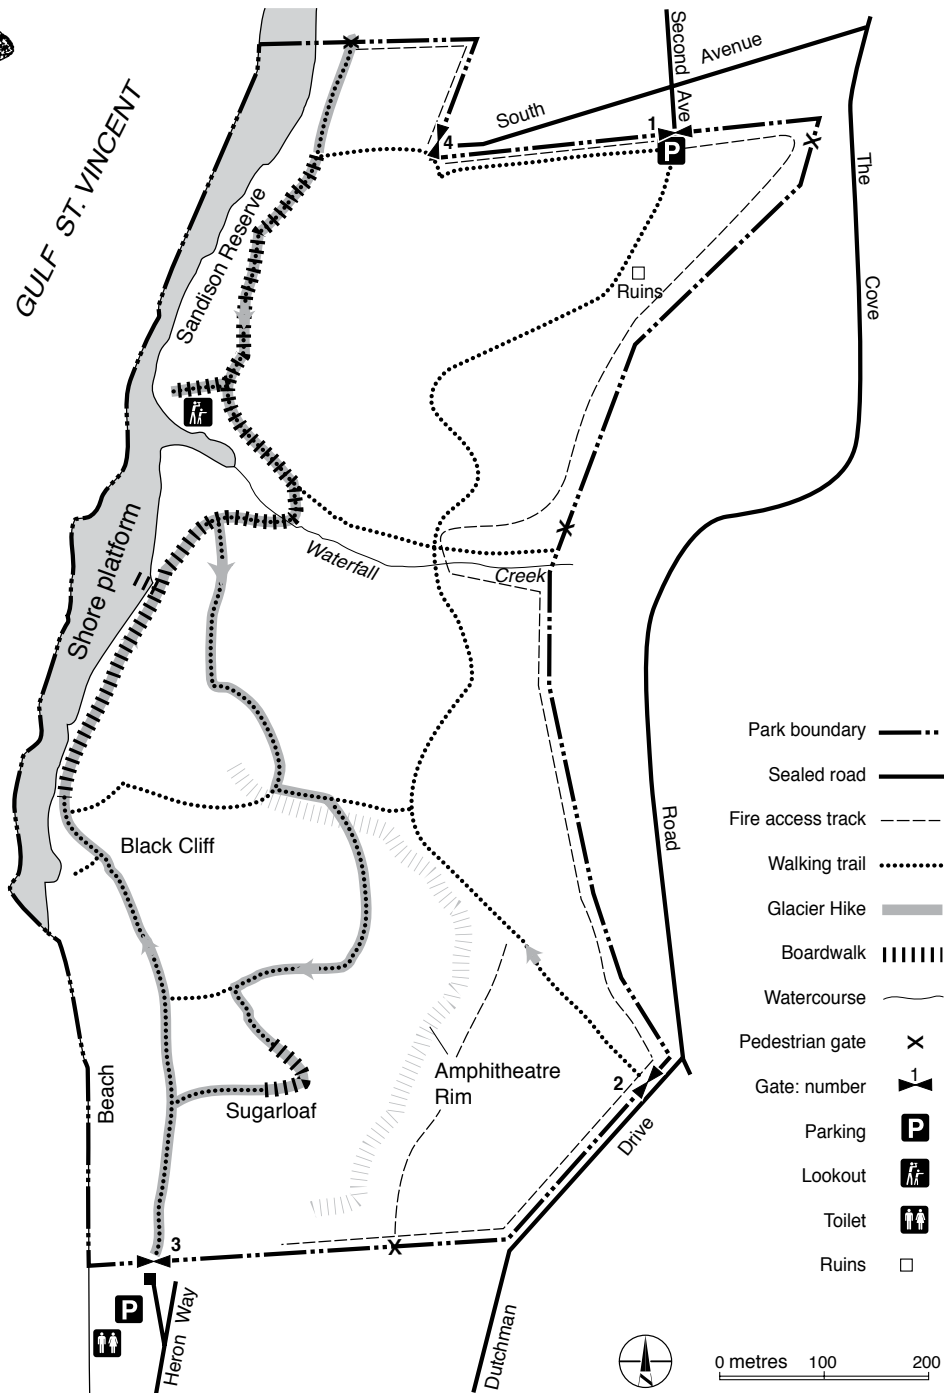 GULF ST. VINCENT
Second Ave
South Avenue
1
P
4
The Cove Road
Sandison Reserve
Ruins
Shore platform
Waterfall Creek
Black Cliff
Amphitheatre
Rim
Sugarloaf
Beach
2
Dutchman Drive
3
P
Heron Way
Park boundary
Sealed road
Fire access track
Walking trail
Glacier Hike
Boardwalk
Watercourse
Pedestrian gate
Gate: number 1
Parking P
Lookout
Toilet
Ruins
0 metres 100 200